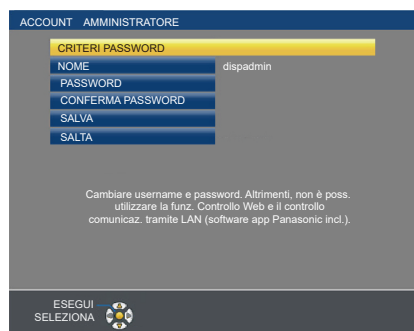 ACCOUNT AMMINISTRATORE
CRITERI PASSWORD
NOME dispadmin
PASSWORD
CONFERMA PASSWORD
SALVA
SALTA
Cambiare username e password. Altrimenti, non è poss.
utilizzare la funz. Controllo Web e il controllo
comunicaz. tramite LAN (software app Panasonic incl.).
ESEGUI
SELEZIONA